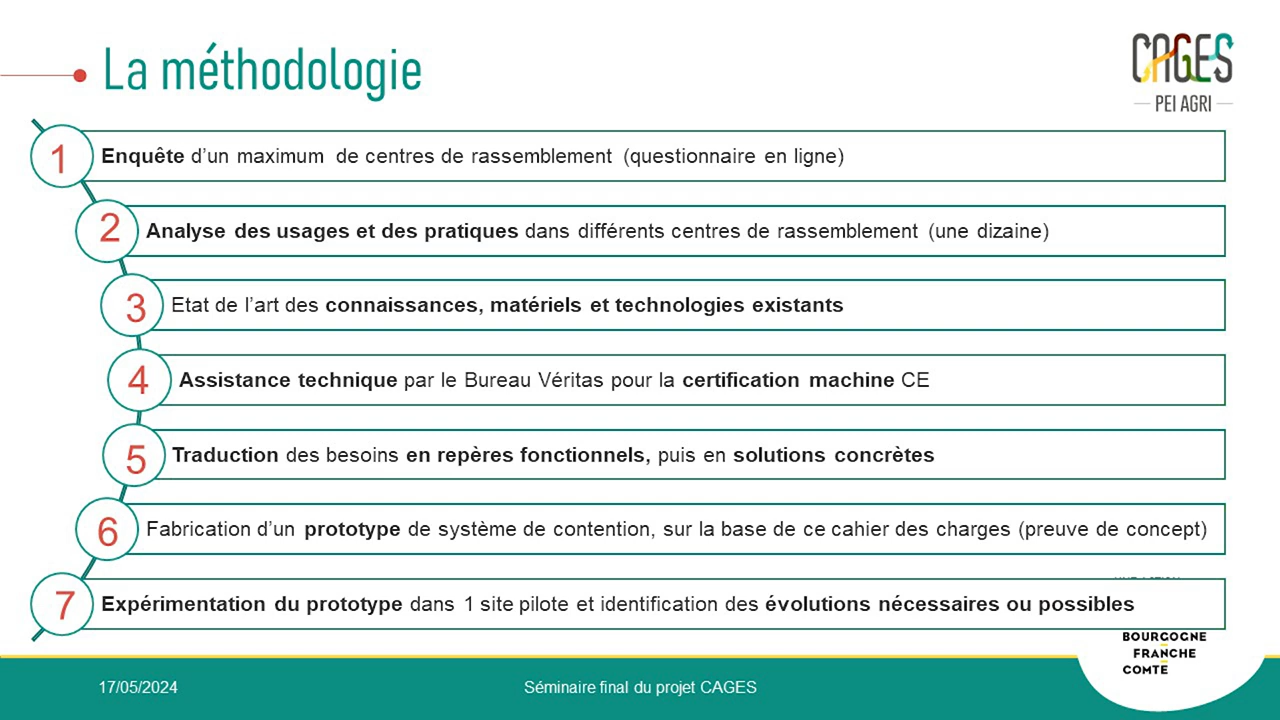 La méthodologie
CAGES
PEI AGRI
1
Enquête d’un maximum de centres de rassemblement (questionnaire en ligne)
2
Analyse des usages et des pratiques dans différents centres de rassemblement (une dizaine)
3
Etat de l’art des connaissances, matériels et technologies existants
4
Assistance technique par le Bureau Véritas pour la certification machine CE
5
Traduction des besoins en repères fonctionnels, puis en solutions concrètes
6
Fabrication d’un prototype de système de contention, sur la base de ce cahier des charges (preuve de concept)
7
Expérimentation du prototype dans 1 site pilote et identification des évolutions nécessaires ou possibles
BOURGOGNE
FRANCHE
COMTE
17/05/2024
Séminaire final du projet CAGES